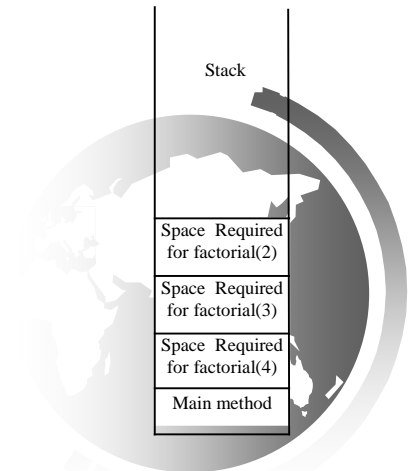 Stack
Space Required
for factorial(2)
Space Required
for factorial(3)
Space Required
for factorial(4)
Main method